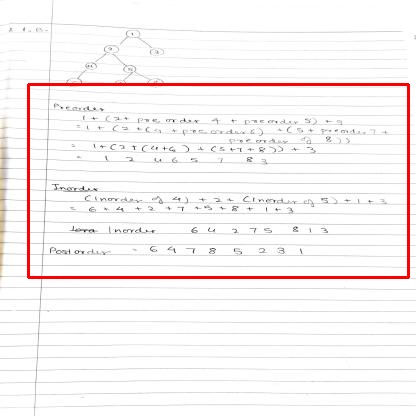 1
2
3
4
5
Preorder
1 + (2 + preorder 4 + preorder 5) + 9
= 1 + (2 + (4 + preorder 6) + (5 + preorder 7 +
preorder of 8))
= 1 + (2 + (4 + 6) + (5 + 7 + 8)) + 3
= 1 2 4 6 5 7 8 3
Inorder
(Inorder of 4) + 2 + (Inorder of 5) + 1 + 3
= 6 + 4 + 2 + 7 + 5 + 8 + 1 + 3
Inorder 6 4 2 7 5 8 1 3
Postorder = 6 4 7 8 5 2 3 1